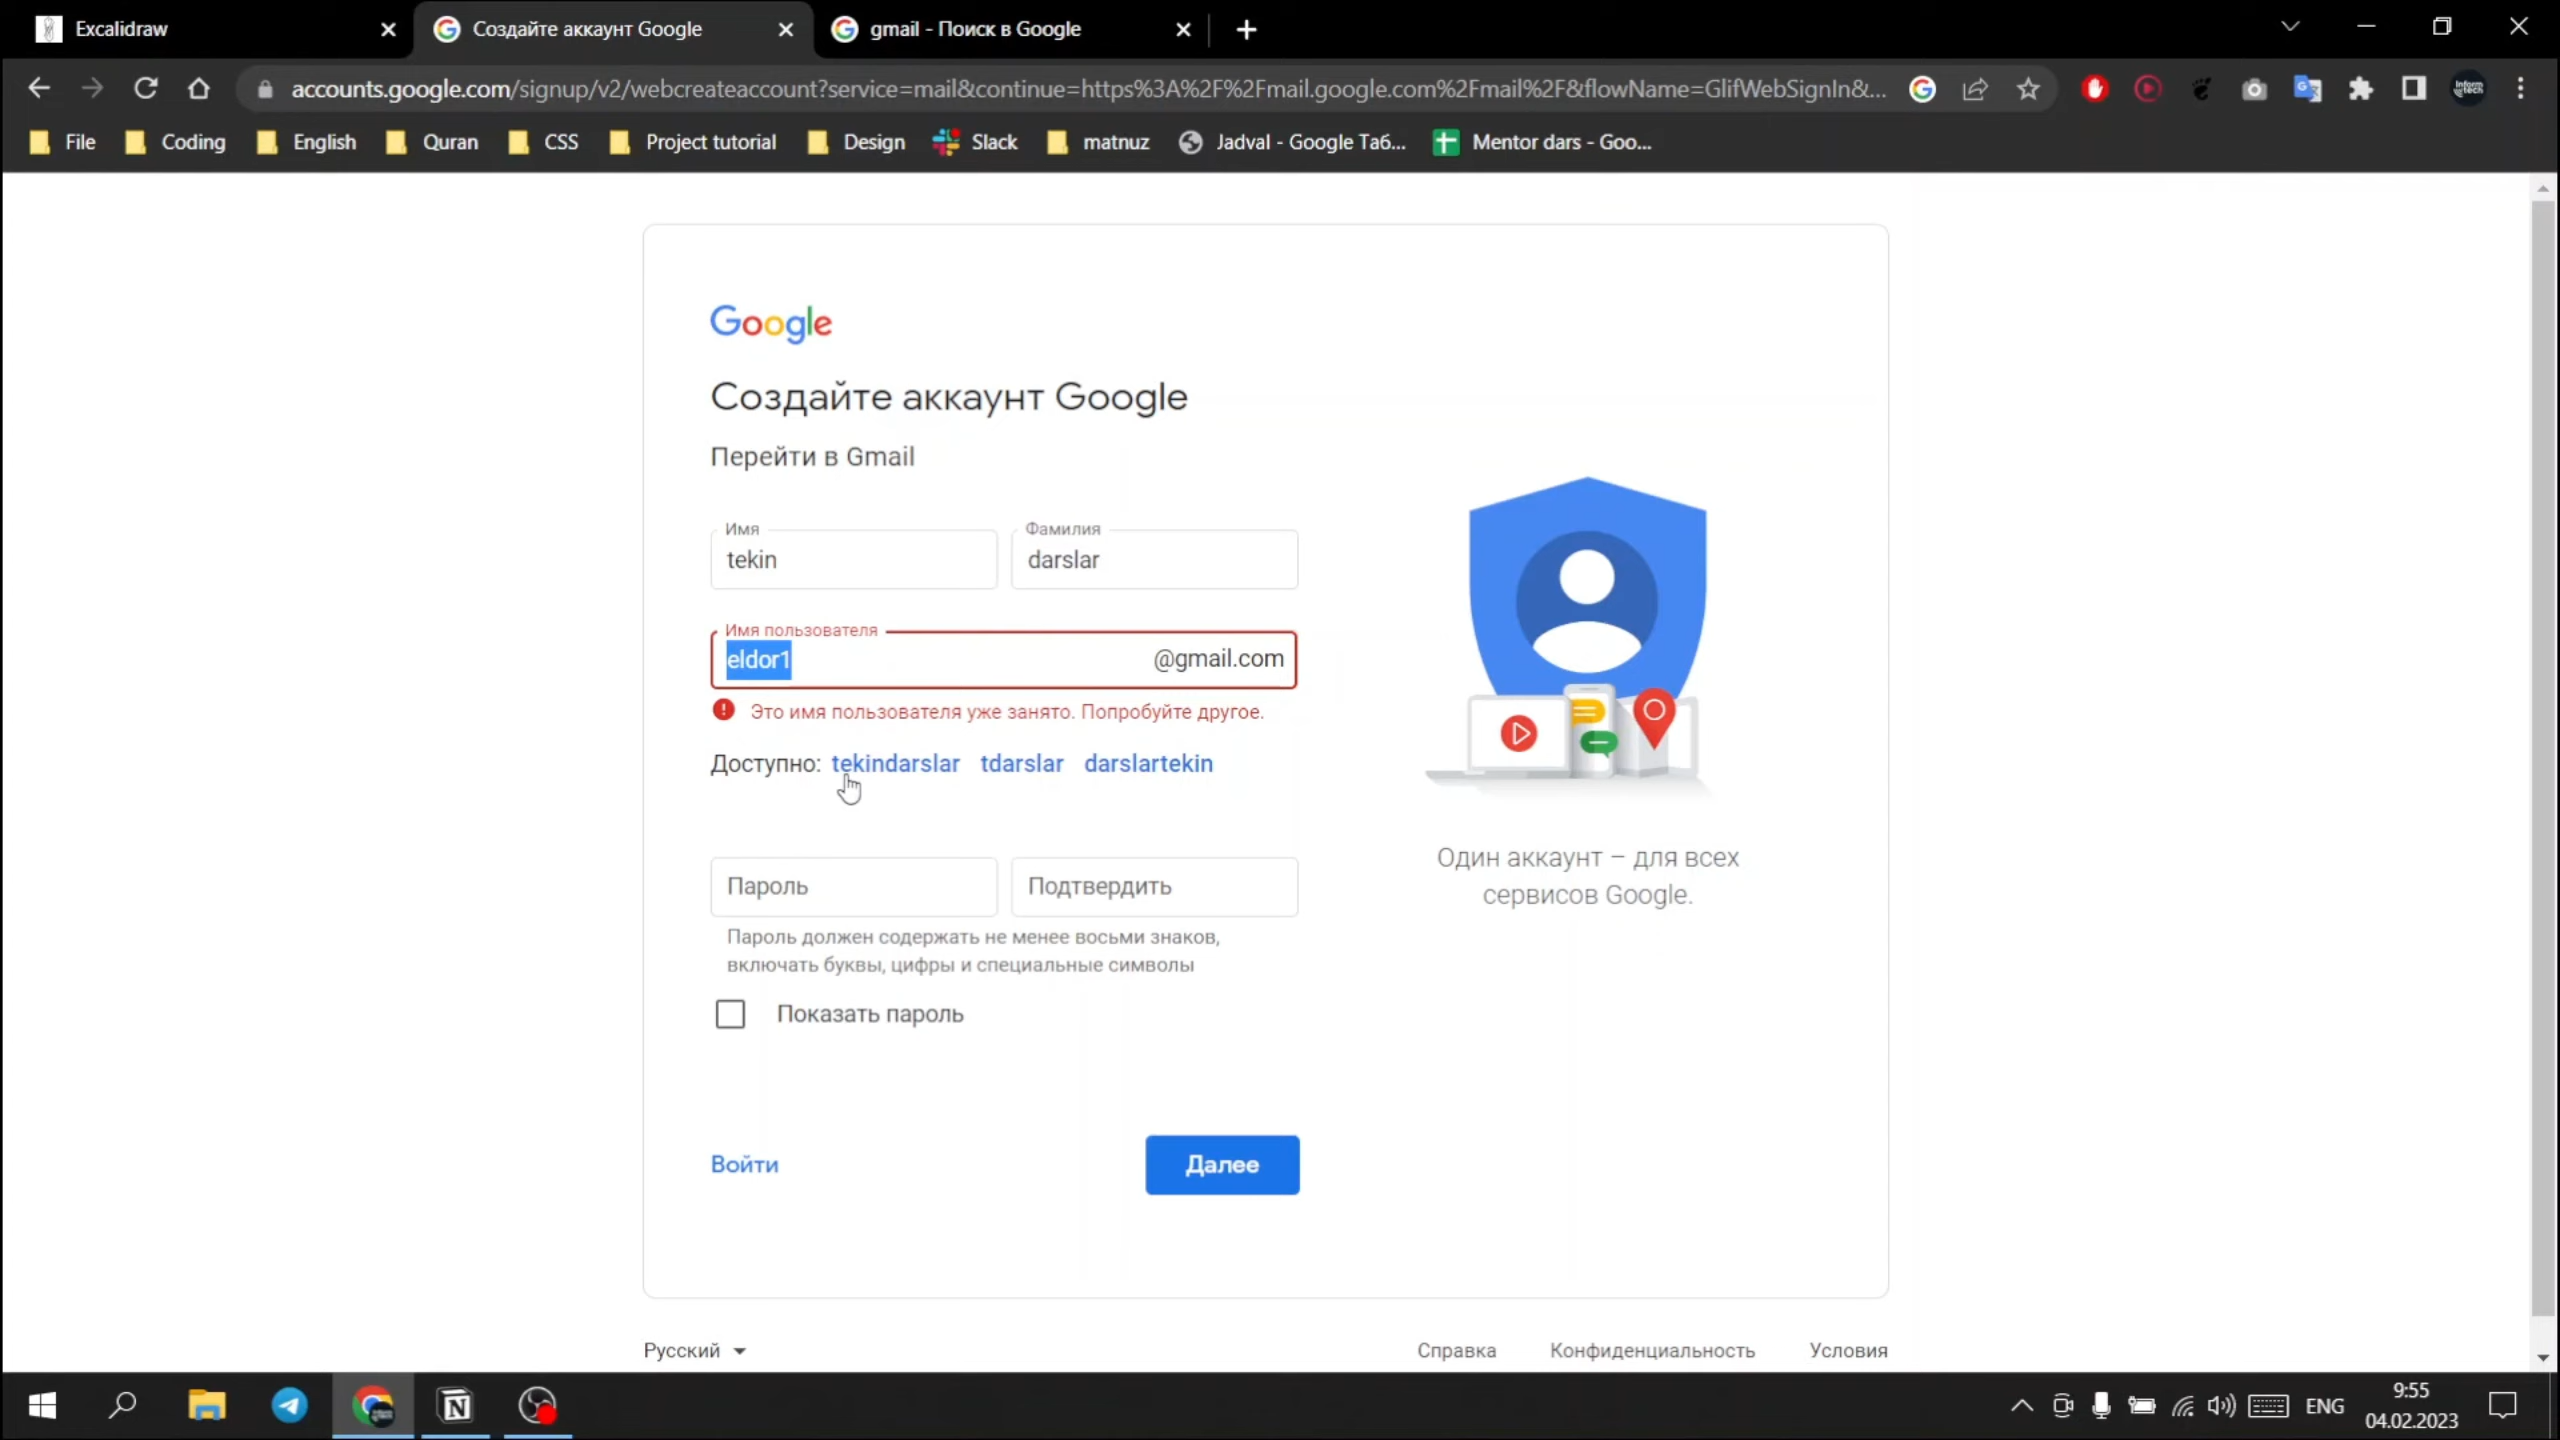 Excalidraw
Создайте аккаунт Google
gmail - Поиск в Google
accounts.google.com/signup/v2/webcreateaccount?service=mail&continue=https%3A%2F%2Fmail.google.com%2Fmail%2F&flowName=GlifWebSignIn&...
File Coding English Quran CSS Project tutorial Design Slack matnuz Jadval - Google Таб... Mentor dars - Goo...
Google
Создайте аккаунт Google
Перейти в Gmail
Имя Фамилия
tekin darslar
Имя пользователя
eldor1 @gmail.com
Это имя пользователя уже занято. Попробуйте другое.
Доступно: tekindarslar tdarslar darslartekin
Пароль Подтвердить
Пароль должен содержать не менее восьми знаков,
включать буквы, цифры и специальные символы
Показать пароль
Войти Далее
Один аккаунт – для всех
сервисов Google.
Русский Справка Конфиденциальность Условия
ENG
9:55
04.02.2023